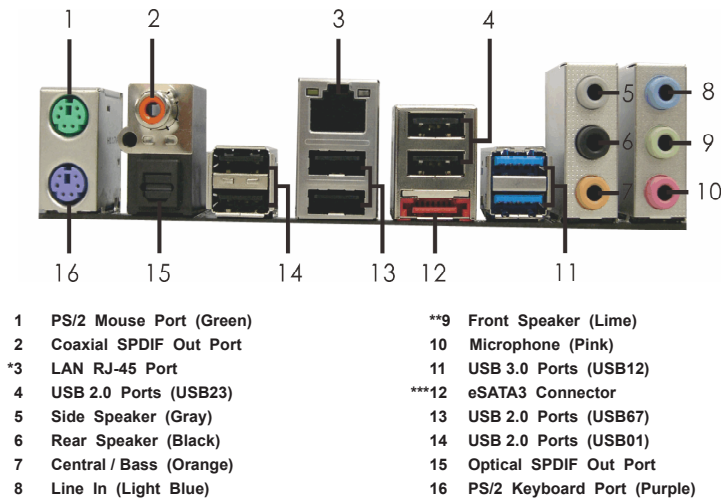 1 2 3 4
5 8
6 9
7 10
16 15 14 13 12 11
1 PS/2 Mouse Port (Green)
2 Coaxial SPDIF Out Port
*3 LAN RJ-45 Port
4 USB 2.0 Ports (USB23)
5 Side Speaker (Gray)
6 Rear Speaker (Black)
7 Central / Bass (Orange)
8 Line In (Light Blue)
**9 Front Speaker (Lime)
10 Microphone (Pink)
11 USB 3.0 Ports (USB12)
***12 eSATA3 Connector
13 USB 2.0 Ports (USB67)
14 USB 2.0 Ports (USB01)
15 Optical SPDIF Out Port
16 PS/2 Keyboard Port (Purple)